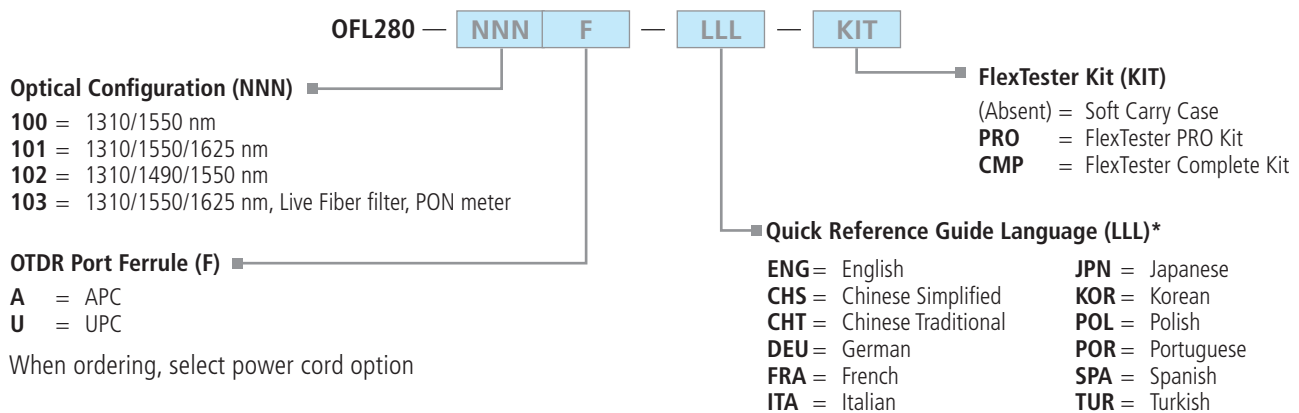 OFL280 — NNN F — LLL — KIT
Optical Configuration (NNN)
100 = 1310/1550 nm
101 = 1310/1550/1625 nm
102 = 1310/1490/1550 nm
103 = 1310/1550/1625 nm, Live Fiber filter, PON meter
OTDR Port Ferrule (F)
A = APC
U = UPC
When ordering, select power cord option
FlexTester Kit (KIT)
(Absent) = Soft Carry Case
PRO = FlexTester PRO Kit
CMP = FlexTester Complete Kit
Quick Reference Guide Language (LLL)*
ENG = English
CHS = Chinese Simplified
CHT = Chinese Traditional
DEU = German
FRA = French
ITA = Italian
JPN = Japanese
KOR = Korean
POL = Polish
POR = Portuguese
SPA = Spanish
TUR = Turkish